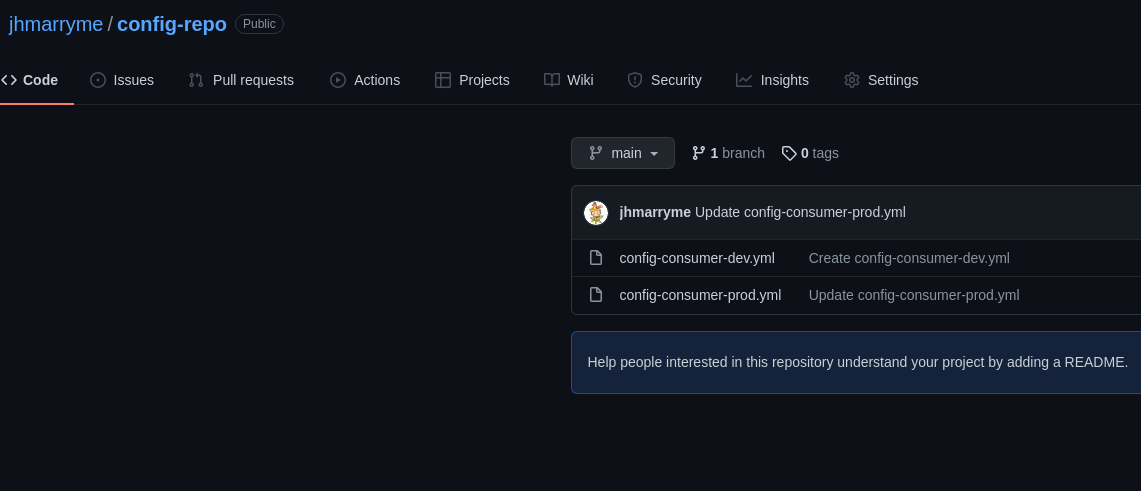 jhmarryme / config-repo Public
Code Issues Pull requests Actions Projects Wiki Security Insights Settings
main 1 branch 0 tags
jhmarryme Update config-consumer-prod.yml
config-consumer-dev.yml Create config-consumer-dev.yml
config-consumer-prod.yml Update config-consumer-prod.yml
Help people interested in this repository understand your project by adding a README.